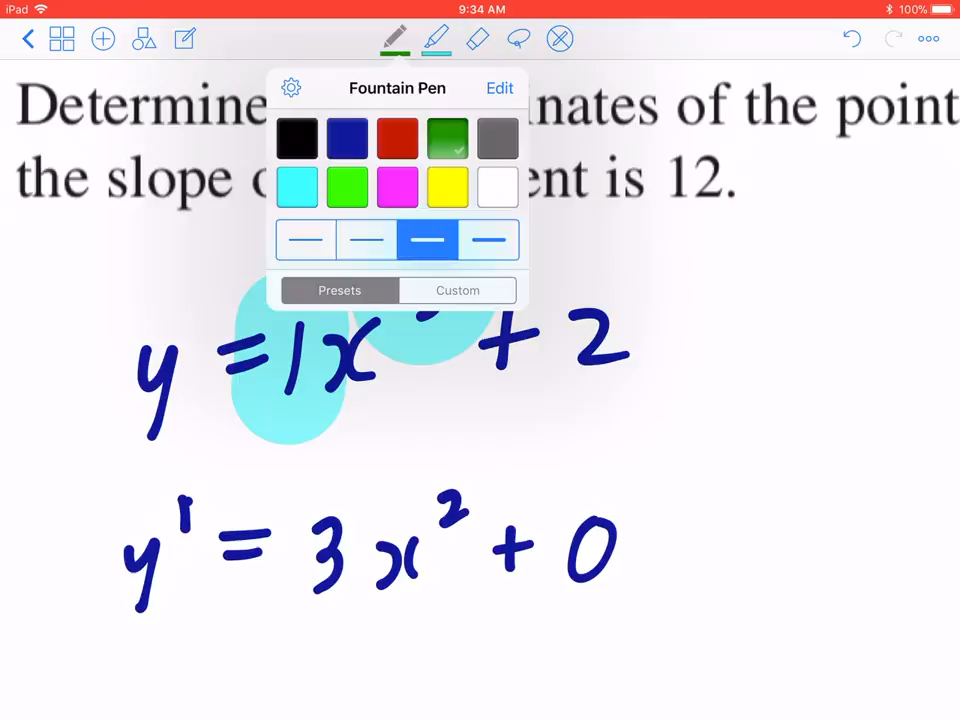 iPad 9:34 AM 100%
Fountain Pen Edit
Presets Custom
Determine inates of the point
the slope ent is 12.
y = 1x + 2
y' = 3x² + 0